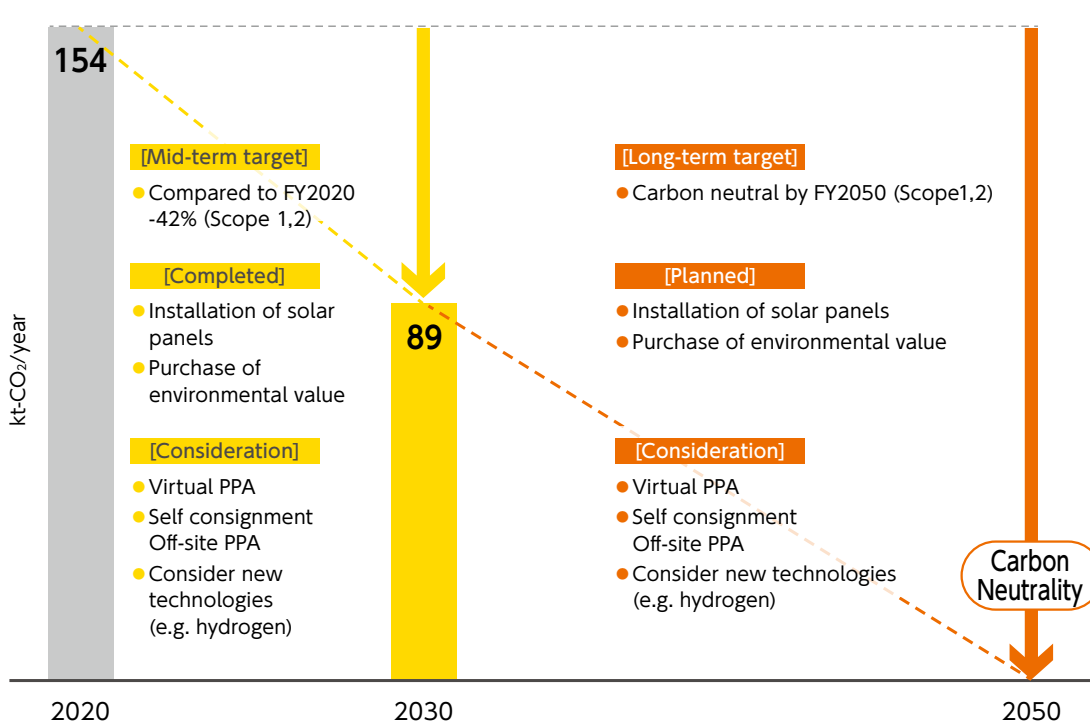 154
[Mid-term target]
Compared to FY2020
-42% (Scope 1,2)
[Completed]
Installation of solar
panels
Purchase of
environmental value
[Consideration]
Virtual PPA
Self consignment
Off-site PPA
Consider new
technologies
(e.g. hydrogen)
89
[Long-term target]
Carbon neutral by FY2050 (Scope1,2)
[Planned]
Installation of solar panels
Purchase of environmental value
[Consideration]
Virtual PPA
Self consignment
Off-site PPA
Consider new technologies
(e.g. hydrogen)
Carbon
Neutrality
kt-CO₂/year
2020
2030
2050